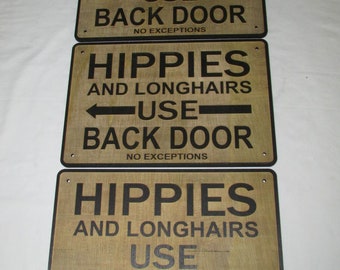 BACK DOOR
NO EXCEPTIONS
HIPPIES
AND LONGHAIRS
USE
BACK DOOR
NO EXCEPTIONS
HIPPIES
AND LONGHAIRS
USE